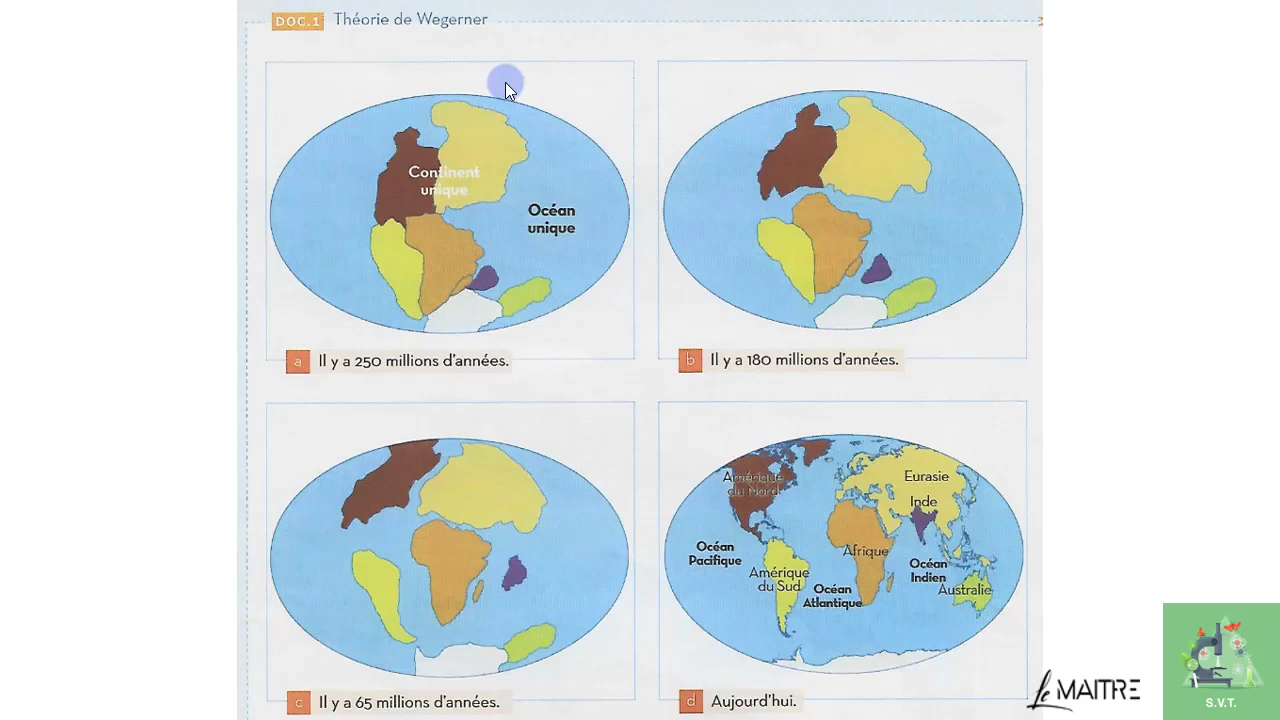 DOC.1 Théorie de Wegerner
Continent
unique
Océan
unique
a Il y a 250 millions d'années.
b Il y a 180 millions d'années.
c Il y a 65 millions d'années.
Amérique
du Nord
Eurasie
Inde
Océan
Pacifique
Afrique
Amérique
du Sud
Océan
Atlantique
Océan
Indien
Australie
d Aujourd'hui.
Le MAITRE
S.V.T.